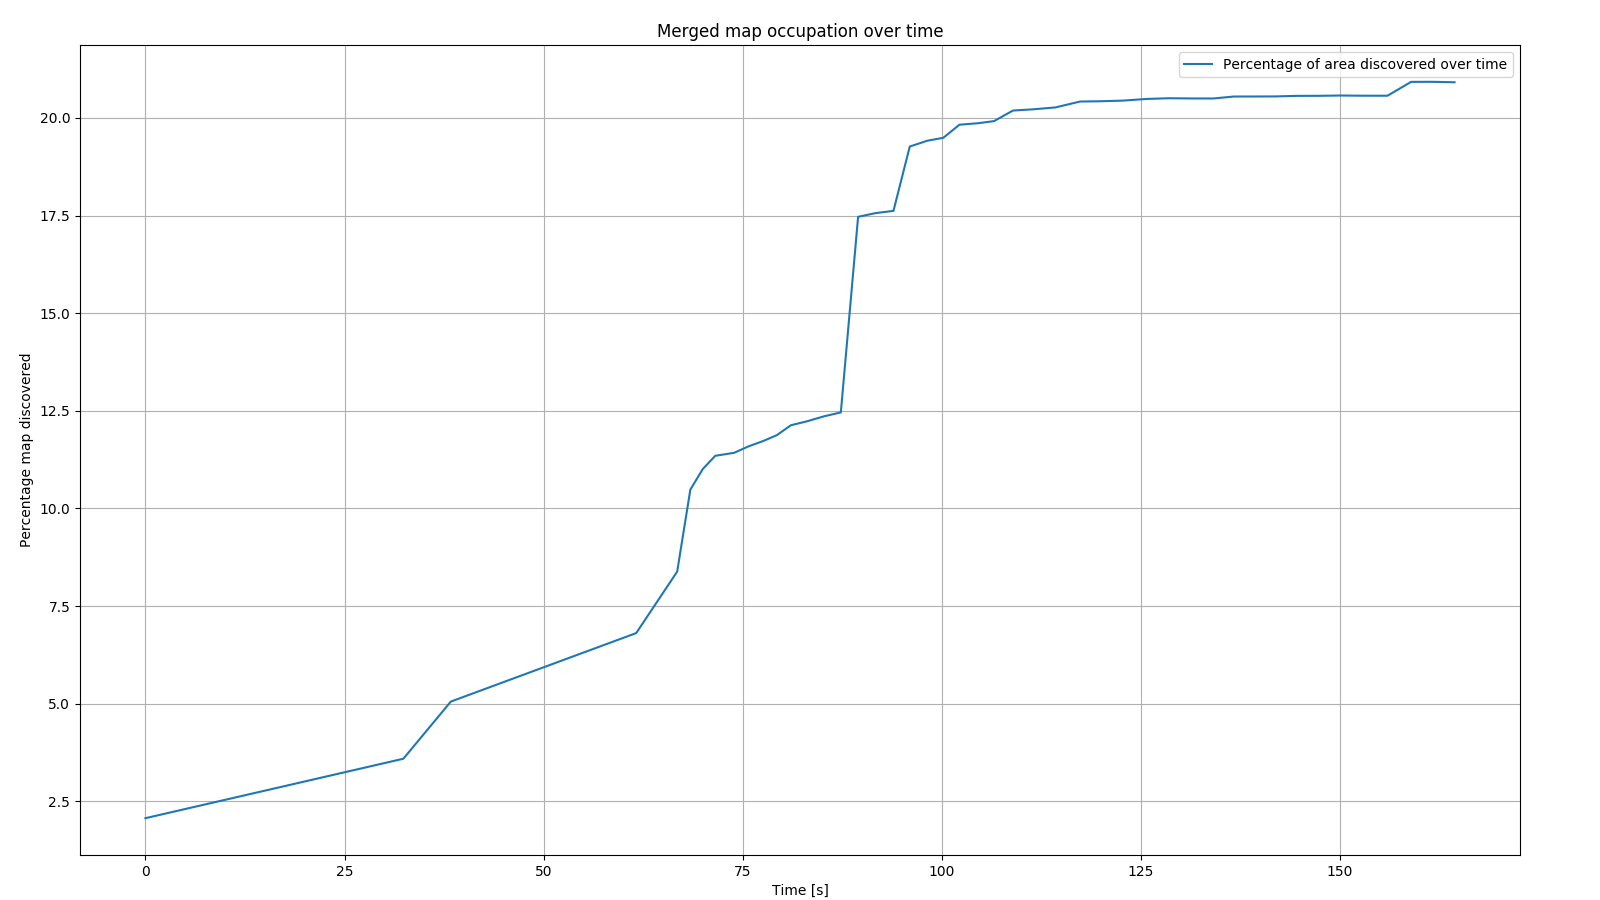 Merged map occupation over time
Percentage of area discovered over time
20.0
17.5
15.0
12.5
10.0
7.5
5.0
2.5
Percentage map discovered
0 25 50 75 100 125 150
Time [s]